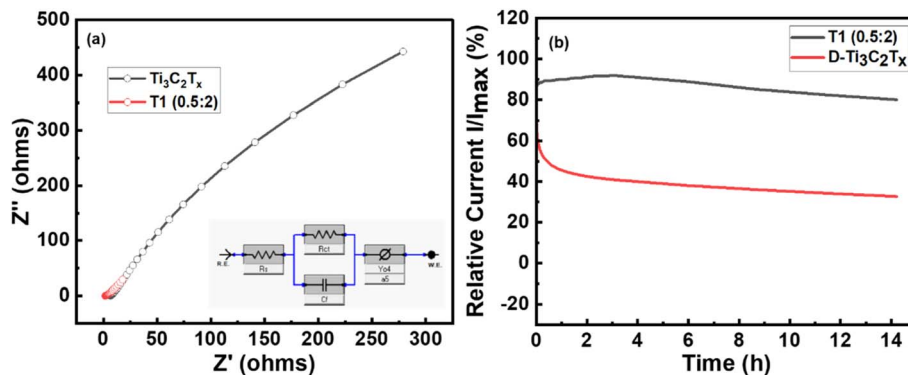 (a)
Ti₃C₂Tₓ
T1 (0.5:2)
500
400
300
200
100
0
Z'' (ohms)
0 50 100 150 200 250 300
Z' (ohms)
R.E.
Rs
Rct
Cf
Yo4
a5
W.E.
(b)
T1 (0.5:2)
D-Ti₃C₂Tₓ
120
100
80
60
40
20
0
-20
Relative Current I/Imax (%)
0 2 4 6 8 10 12 14
Time (h)